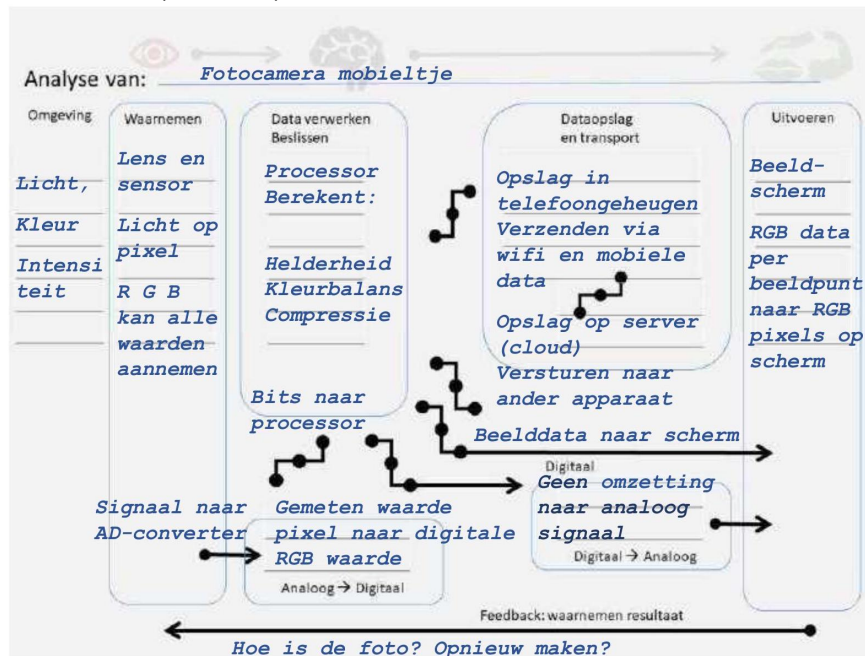 Analyse van: Fotocamera mobieltje
Omgeving
Licht,
Kleur
Intensi
teit
Waarnemen
Lens en
sensor
Licht op
pixel
R G B
kan alle
waarden
aannemen
Data verwerken
Beslissen
Processor
Berekent:
Helderheid
Kleurbalans
Compressie
Dataopslag
en transport
Opslag in
telefoongeheugen
Verzenden via
wifi en mobiele
data
Opslag op server
(cloud)
Versturen naar
ander apparaat
Uitvoeren
Beeld-
scherm
RGB data
per
beeldpunt
naar RGB
pixels op
scherm
Bits naar
processor
Beelddata naar scherm
Digitaal
Signaal naar
AD-converter
Gemeten waarde
pixel naar digitale
RGB waarde
Analoog → Digitaal
Geen omzetting
naar analoog
signaal
Digitaal → Analoog
Feedback: waarnemen resultaat
Hoe is de foto? Opnieuw maken?